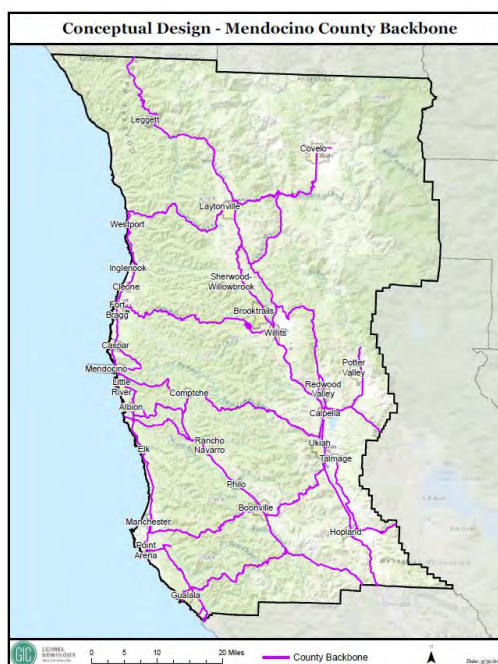 Conceptual Design - Mendocino County Backbone
Leggett
Covelo
Laytonville
Westport
Inglenook
Sherwood-
Willowbrook
Cleone
Fort
Bragg
Brooktrails
Willits
Caspar
Mendocino
Potter
Valley
Little
River
Comptche
Redwood
Valley
Albion
Calpella
Ukiah
Rancho
Navarro
Elk
Talmage
Philo
Boonville
Manchester
Hopland
Point
Arena
Gualala
GIC
0 2 5 10 20 Miles
County Backbone